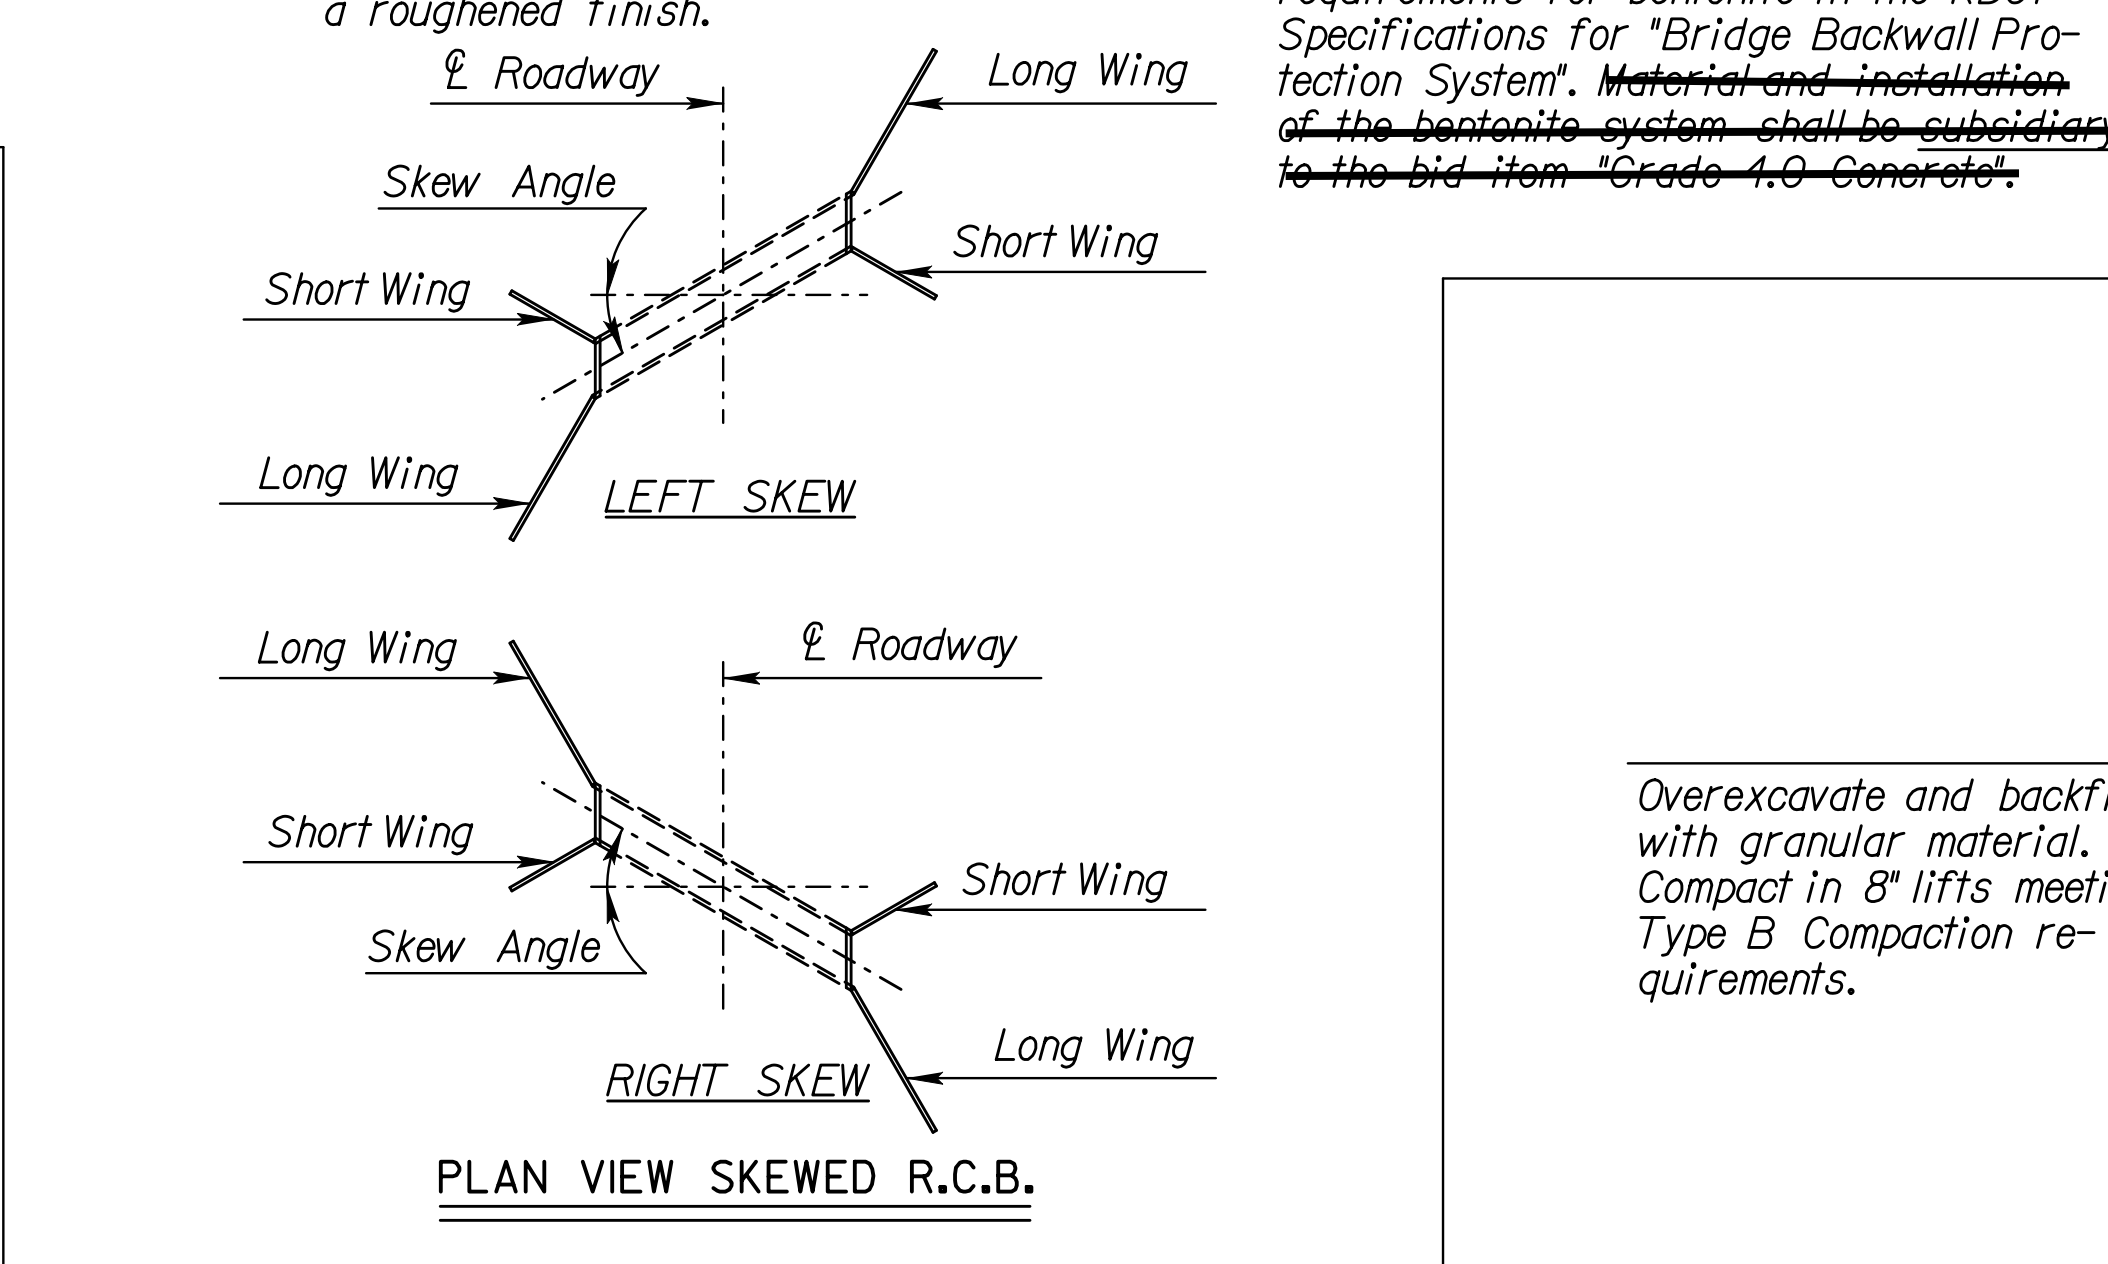 a roughened finish.
℄ Roadway
Long Wing
Skew Angle
Short Wing
Short Wing
Long Wing
LEFT SKEW
Long Wing
℄ Roadway
Short Wing
Short Wing
Skew Angle
Long Wing
RIGHT SKEW
PLAN VIEW SKEWED R.C.B.
Specifications for "Bridge Backwall Pro-
tection System". Material and installation
of the bentonite system shall be subsidiary
to the bid item "Grade 4.0 Concrete".
Overexcavate and
with granular material.
Compact in 8" lifts
Type B Compaction re-
quirements.